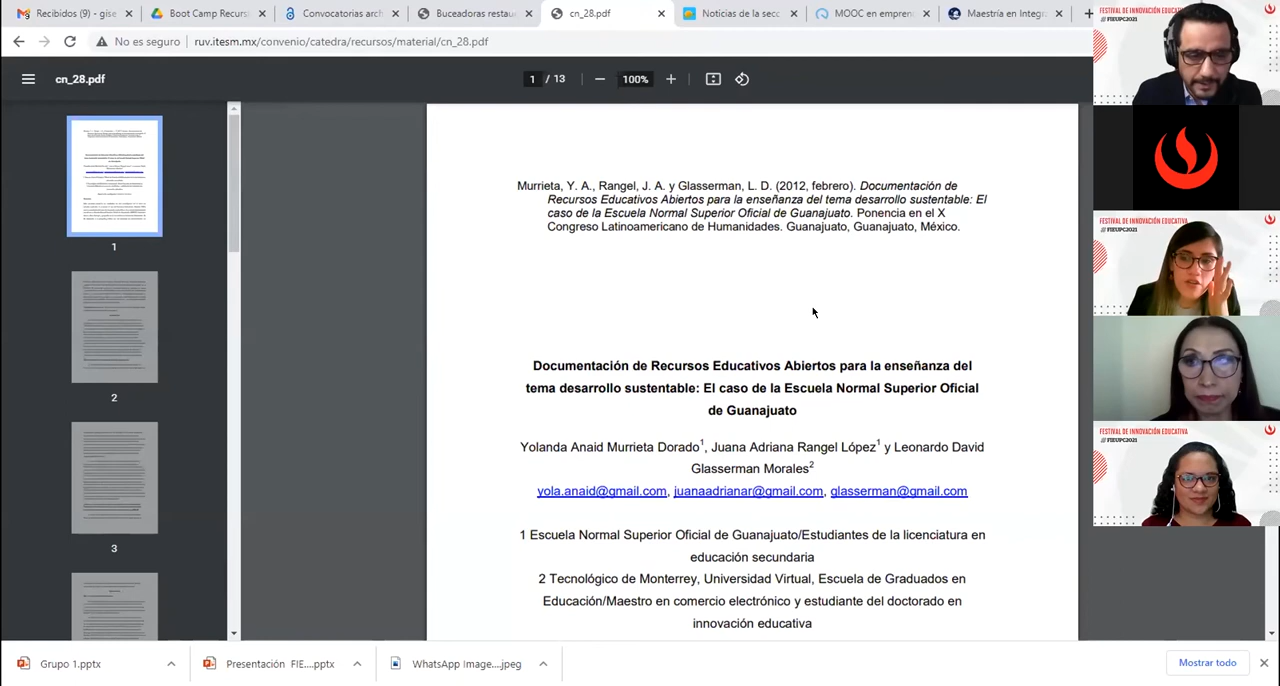 Recibidos (9) - gise
Boot Camp Recurs
Convocatorias arch
Buscador - restau
cn_28.pdf
Noticias de la secc
MOOC en empren
Maestría en Integr
No es seguro
ruv.itesm.mx/convenio/catedra/recursos/material/cn_28.pdf
cn_28.pdf
1 / 13
100%
1
2
3
Murrieta, Y. A., Rangel, J. A. y Glasserman, L. D. (2012, febrero). Documentación de
Recursos Educativos Abiertos para la enseñanza del tema desarrollo sustentable: El
caso de la Escuela Normal Superior Oficial de Guanajuato. Ponencia en el X
Congreso Latinoamericano de Humanidades. Guanajuato, Guanajuato, México.
Documentación de Recursos Educativos Abiertos para la enseñanza del
tema desarrollo sustentable: El caso de la Escuela Normal Superior Oficial
de Guanajuato
Yolanda Anaid Murrieta Dorado1, Juana Adriana Rangel López1 y Leonardo David
Glasserman Morales2
yola.anaid@gmail.com, juanaadrianar@gmail.com, glasserman@gmail.com
1 Escuela Normal Superior Oficial de Guanajuato/Estudiantes de la licenciatura en
educación secundaria
2 Tecnológico de Monterrey, Universidad Virtual, Escuela de Graduados en
Educación/Maestro en comercio electrónico y estudiante del doctorado en
innovación educativa
FESTIVAL DE INNOVACIÓN EDUCATIVA
// #FIEUPC2021
FESTIVAL DE INNOVACIÓN EDUCATIVA
// #FIEUPC2021
FESTIVAL DE INNOVACIÓN EDUCATIVA
// #FIEUPC2021
Grupo 1.pptx
Presentación FIE....pptx
WhatsApp Image....jpeg
Mostrar todo